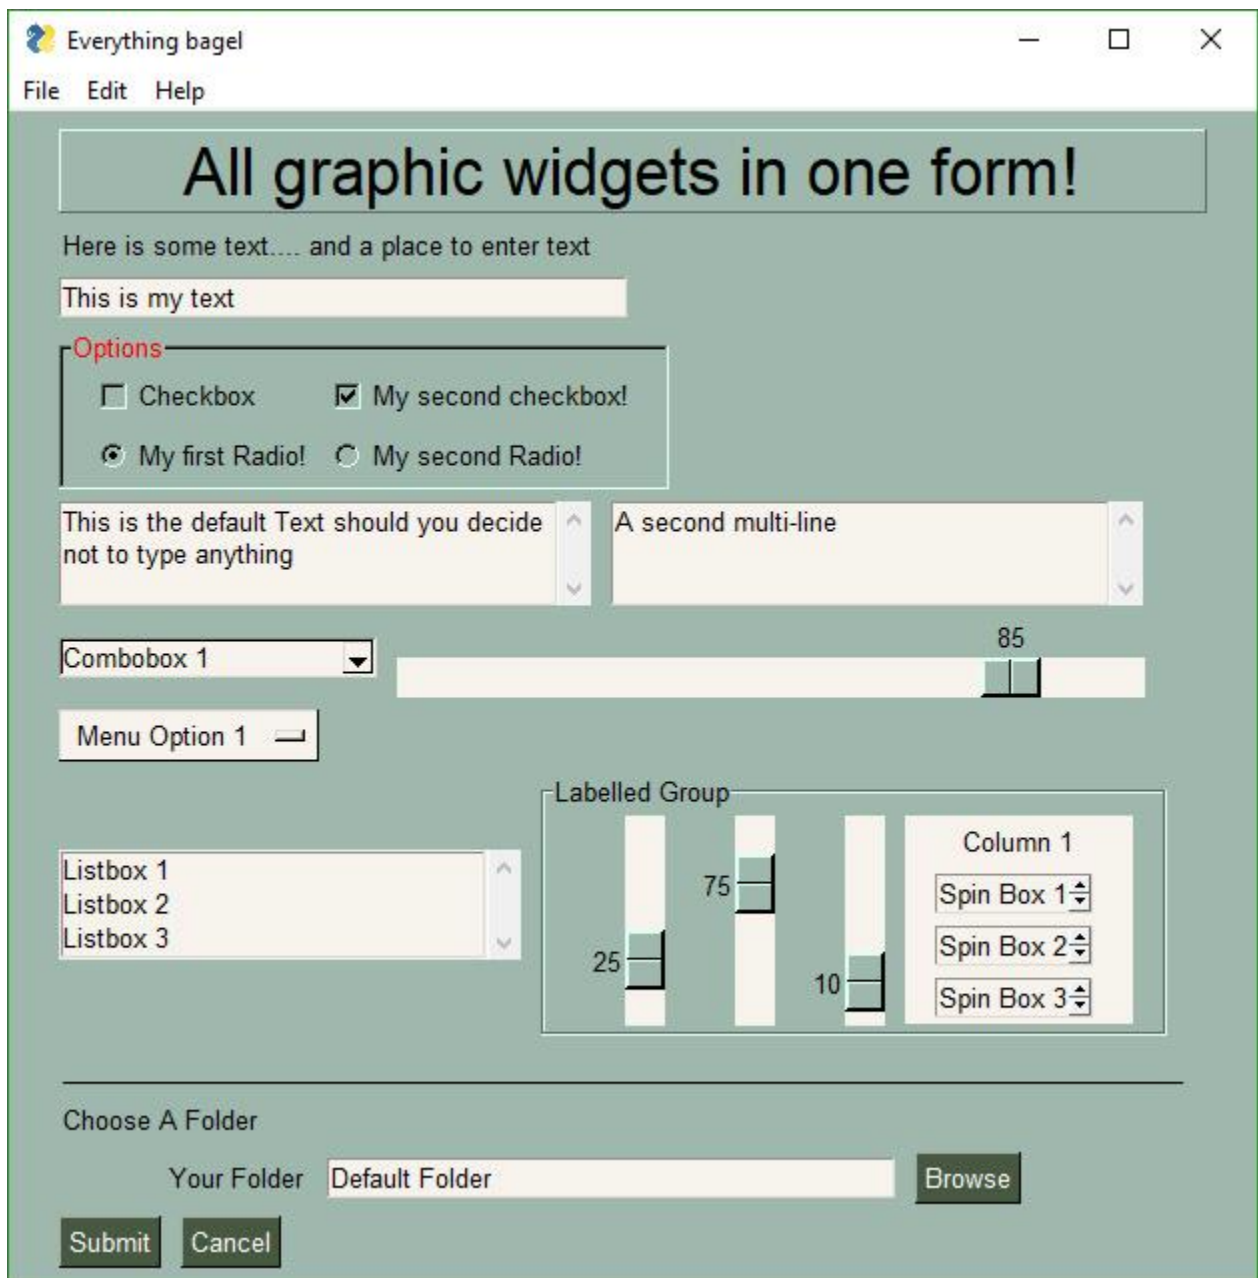 Everything bagel
File Edit Help
All graphic widgets in one form!
Here is some text.... and a place to enter text
This is my text
Options
Checkbox My second checkbox!
My first Radio! My second Radio!
This is the default Text should you decide
not to type anything
A second multi-line
85
Combobox 1
Menu Option 1
Listbox 1
Listbox 2
Listbox 3
Labelled Group
25
75
10
Column 1
Spin Box 1
Spin Box 2
Spin Box 3
Choose A Folder
Your Folder Default Folder Browse
Submit Cancel